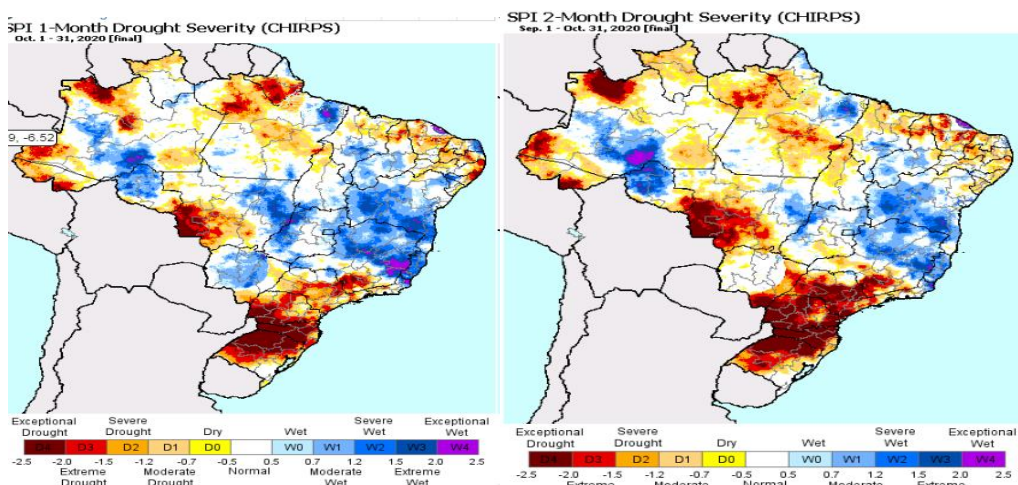 SPI 1-Month Drought Severity (CHIRPS)
Oct. 1 - 31, 2020 [final]
9, -6.52
Exceptional Drought
Severe Drought
Dry
Wet
Severe Wet
Exceptional Wet
D4 D3 D2 D1 D0 W0 W1 W2 W3 W4
-2.5 -2.0 -1.5 -1.2 -0.7 -0.5 0.5 0.7 1.2 1.5 2.0 2.5
Extreme Drought
Moderate Drought
Normal
Moderate Wet
Extreme Wet
SPI 2-Month Drought Severity (CHIRPS)
Sep. 1 - Oct. 31, 2020 [final]
Exceptional Drought
Severe Drought
Dry
Wet
Severe Wet
Exceptional Wet
D4 D3 D2 D1 D0 W0 W1 W2 W3 W4
-2.5 -2.0 -1.5 -1.2 -0.7 -0.5 0.5 0.7 1.2 1.5 2.0 2.5
Extreme
Moderate
Normal
Moderate
Extreme